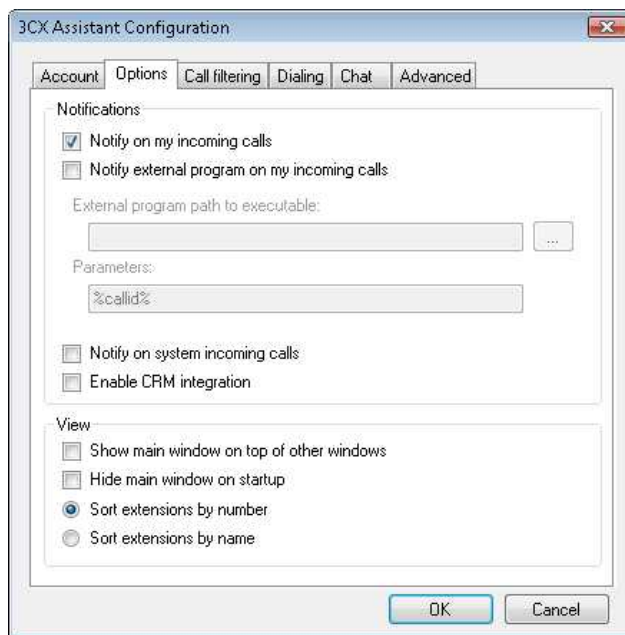 3CX Assistant Configuration
Account Options Call filtering Dialing Chat Advanced
Notifications
Notify on my incoming calls
Notify external program on my incoming calls
External program path to executable:
...
Parameters:
%callid%
Notify on system incoming calls
Enable CRM integration
View
Show main window on top of other windows
Hide main window on startup
Sort extensions by number
Sort extensions by name
OK Cancel